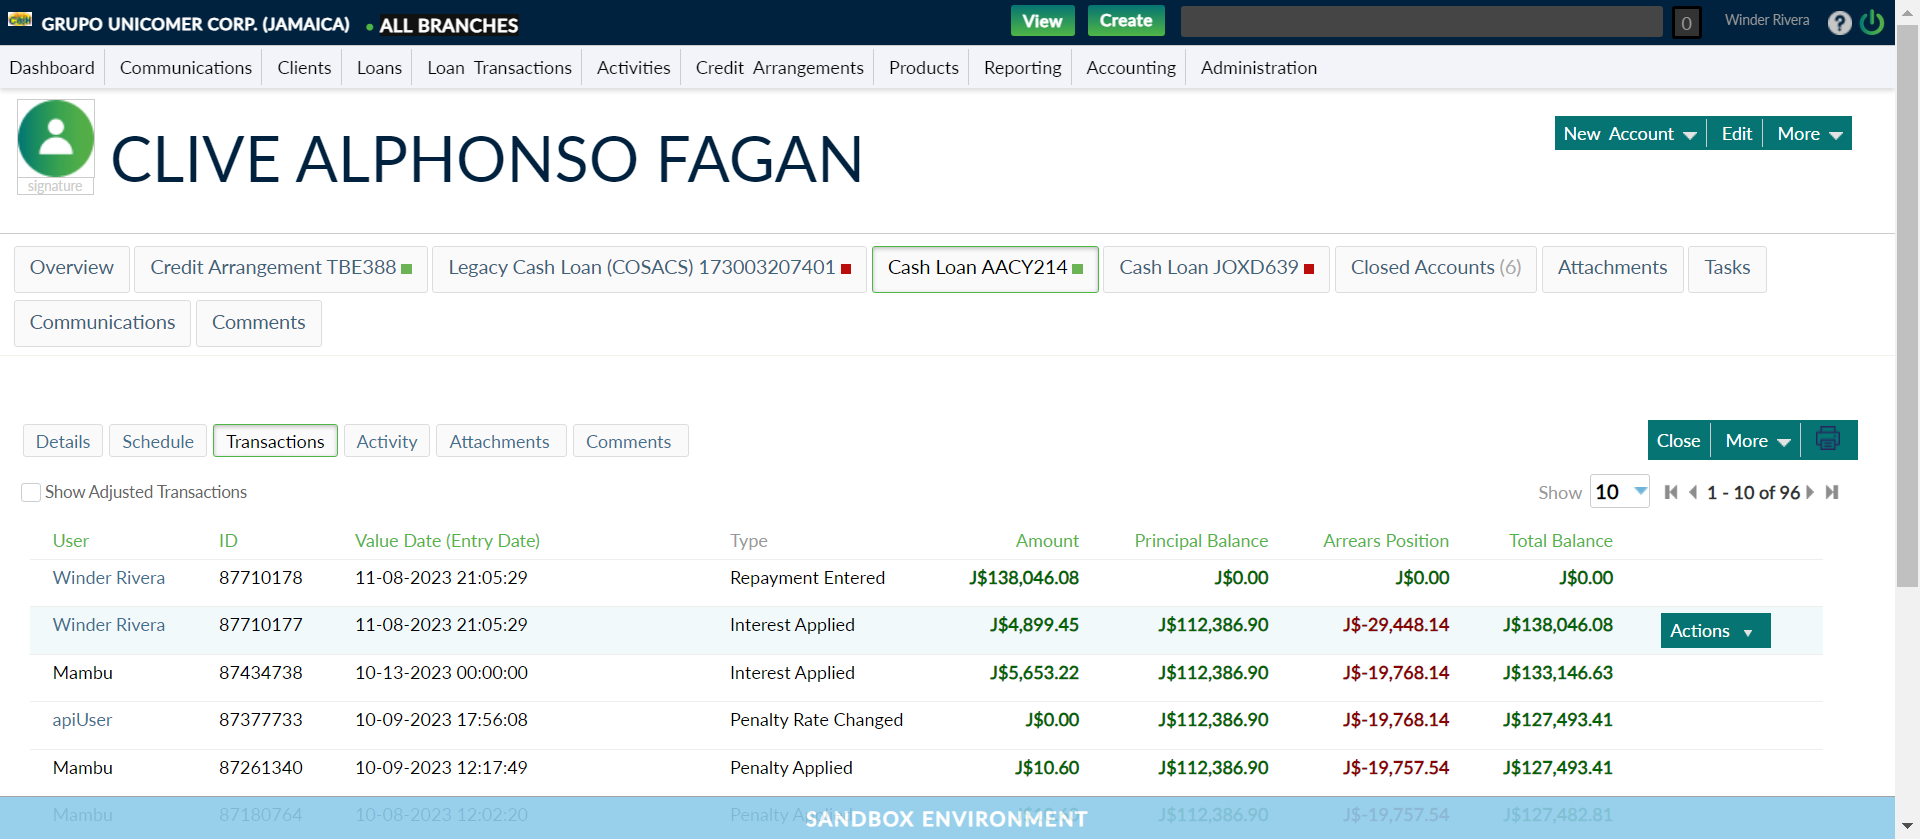 Cash GRUPO UNICOMER CORP. (JAMAICA) • ALL BRANCHES View Create 0 Winder Rivera ?
Dashboard Communications Clients Loans Loan Transactions Activities Credit Arrangements Products Reporting Accounting Administration
CLIVE ALPHONSO FAGAN
New Account Edit More
signature
Overview Credit Arrangement TBE388 Legacy Cash Loan (COSACS) 173003207401 Cash Loan AACY214 Cash Loan JOXD639 Closed Accounts (6) Attachments Tasks
Communications Comments
Details Schedule Transactions Activity Attachments Comments Close More
Show Adjusted Transactions Show 10 1 - 10 of 96
User ID Value Date (Entry Date) Type Amount Principal Balance Arrears Position Total Balance
Winder Rivera 87710178 11-08-2023 21:05:29 Repayment Entered J$138,046.08 J$0.00 J$0.00 J$0.00
Winder Rivera 87710177 11-08-2023 21:05:29 Interest Applied J$4,899.45 J$112,386.90 J$-29,448.14 J$138,046.08 Actions
Mambu 87434738 10-13-2023 00:00:00 Interest Applied J$5,653.22 J$112,386.90 J$-19,768.14 J$133,146.63
apiUser 87377733 10-09-2023 17:56:08 Penalty Rate Changed J$0.00 J$112,386.90 J$-19,768.14 J$127,493.41
Mambu 87261340 10-09-2023 12:17:49 Penalty Applied J$10.60 J$112,386.90 J$-19,757.54 J$127,493.41
Mambu 87180764 10-08-2023 12:02:20 Penalty J$112,386.90 J$-19,757.54 J$127,482.81
SANDBOX ENVIRONMENT